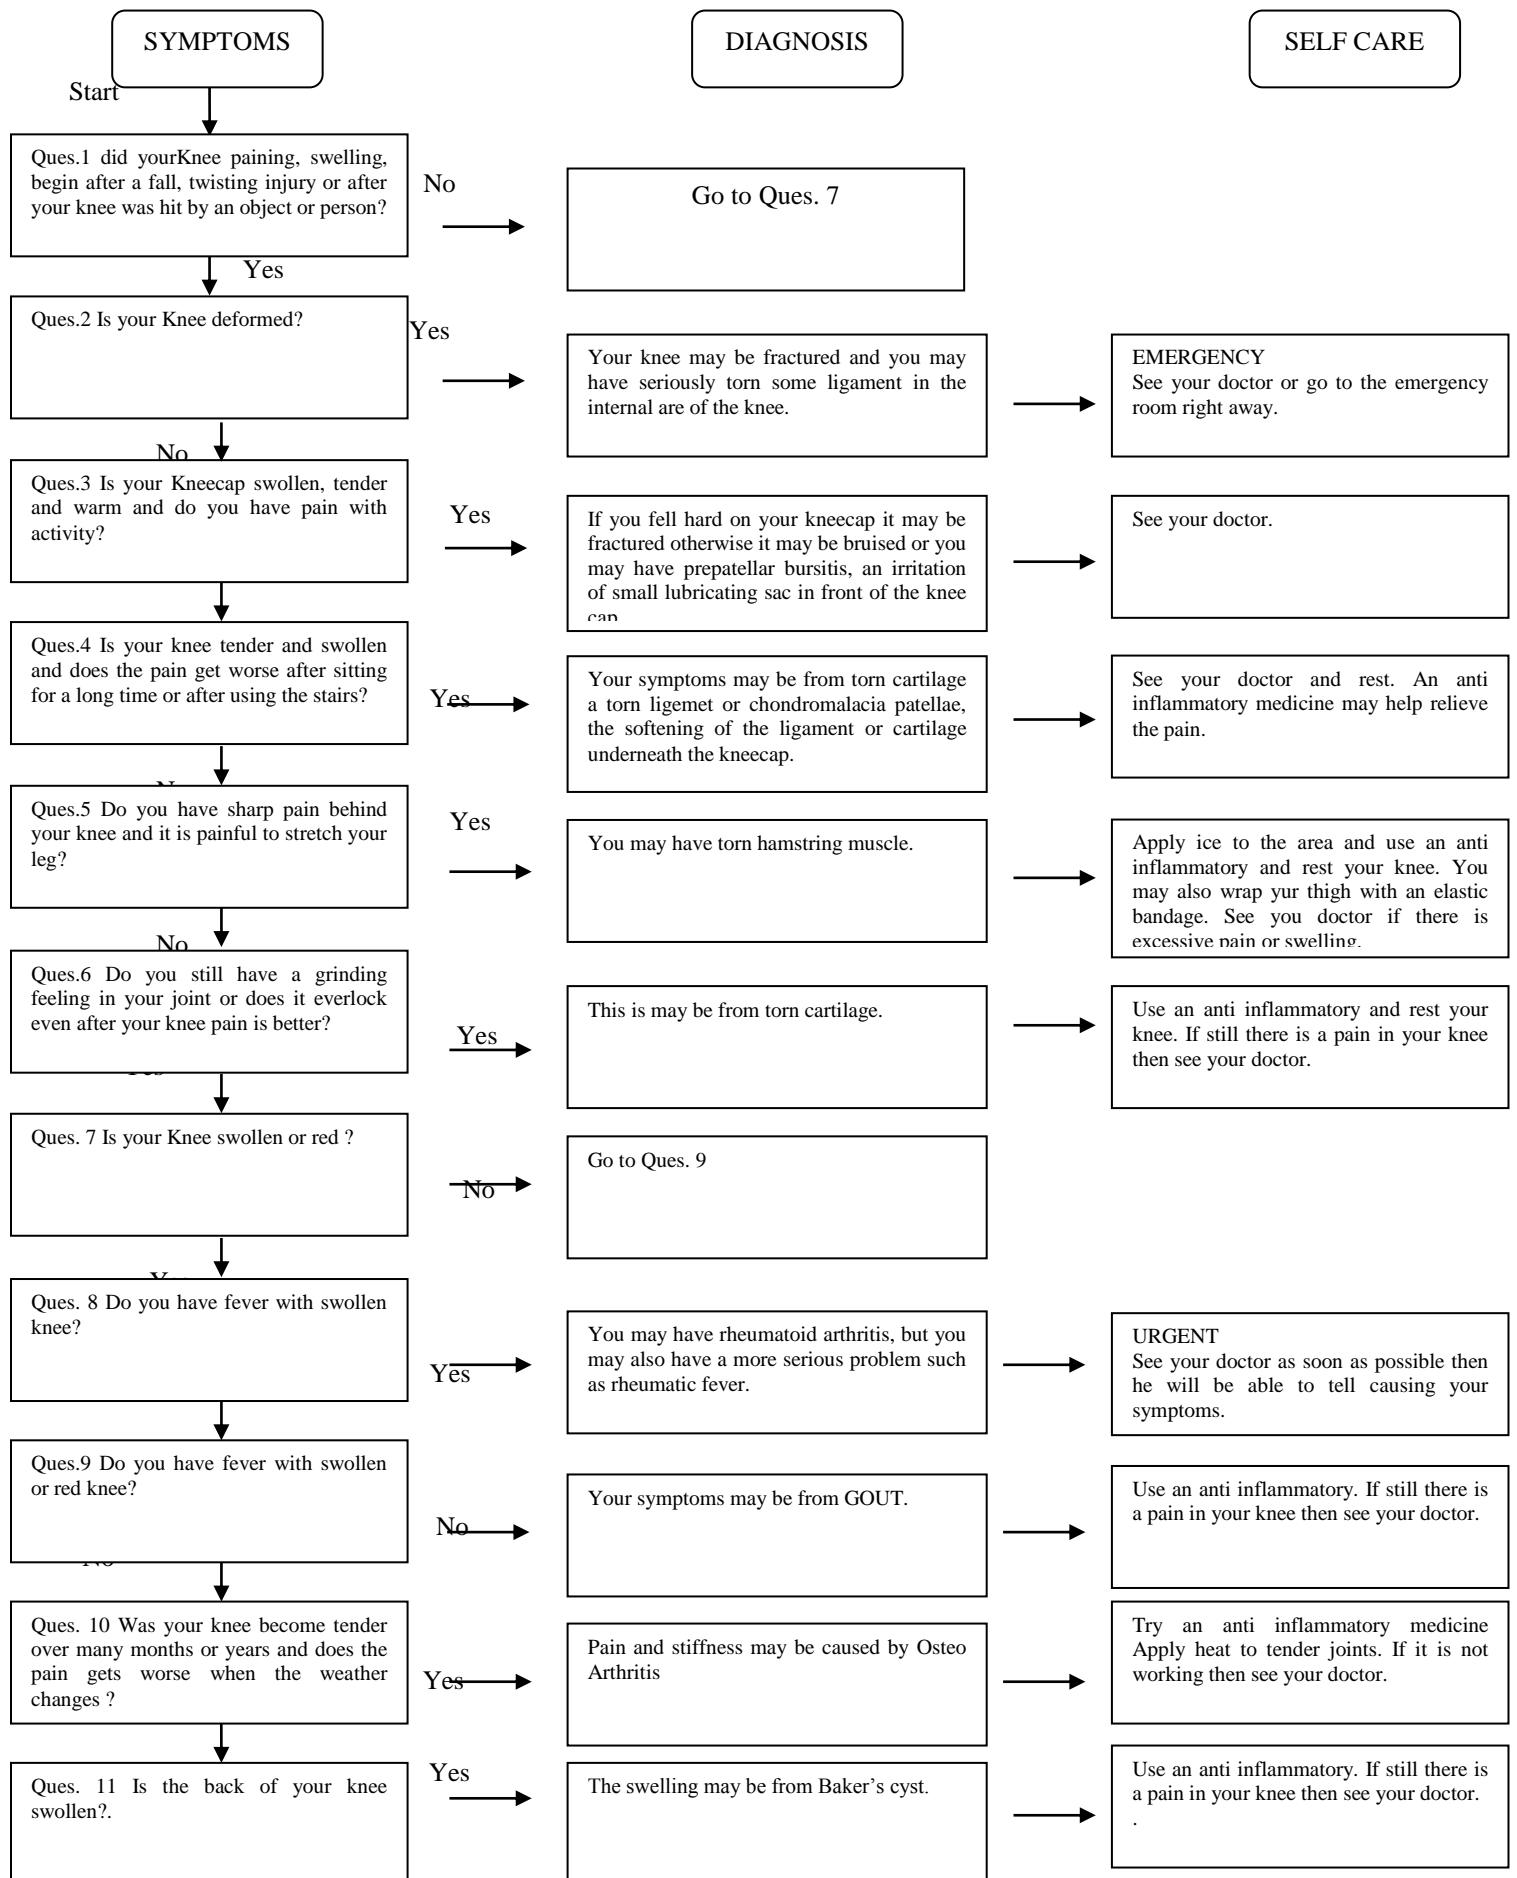 SYMPTOMS
DIAGNOSIS
SELF CARE
Start
Ques.1 did yourKnee paining, swelling,
begin after a fall, twisting injury or after
your knee was hit by an object or person?
No
Go to Ques. 7
Yes
Ques.2 Is your Knee deformed?
Yes
Your knee may be fractured and you may
have seriously torn some ligament in the
internal are of the knee.
EMERGENCY
See your doctor or go to the emergency
room right away.
No
Ques.3 Is your Kneecap swollen, tender
and warm and do you have pain with
activity?
Yes
If you fell hard on your kneecap it may be
fractured otherwise it may be bruised or you
may have prepatellar bursitis, an irritation
of small lubricating sac in front of the knee
cap
See your doctor.
Ques.4 Is your knee tender and swollen
and does the pain get worse after sitting
for a long time or after using the stairs?
Yes
Your symptoms may be from torn cartilage
a torn ligemet or chondromalacia patellae,
the softening of the ligament or cartilage
underneath the kneecap.
See your doctor and rest. An anti
inflammatory medicine may help relieve
the pain.
Ques.5 Do you have sharp pain behind
your knee and it is painful to stretch your
leg?
Yes
You may have torn hamstring muscle.
Apply ice to the area and use an anti
inflammatory and rest your knee. You
may also wrap yur thigh with an elastic
bandage. See you doctor if there is
excessive pain or swelling.
No
Ques.6 Do you still have a grinding
feeling in your joint or does it everlock
even after your knee pain is better?
Yes
This is may be from torn cartilage.
Use an anti inflammatory and rest your
knee. If still there is a pain in your knee
then see your doctor.
Ques. 7 Is your Knee swollen or red ?
No
Go to Ques. 9
Ques. 8 Do you have fever with swollen
knee?
Yes
You may have rheumatoid arthritis, but you
may also have a more serious problem such
as rheumatic fever.
URGENT
See your doctor as soon as possible then
he will be able to tell causing your
symptoms.
Ques.9 Do you have fever with swollen
or red knee?
No
Your symptoms may be from GOUT.
Use an anti inflammatory. If still there is
a pain in your knee then see your doctor.
Ques. 10 Was your knee become tender
over many months or years and does the
pain gets worse when the weather
changes ?
Yes
Pain and stiffness may be caused by Osteo
Arthritis
Try an anti inflammatory medicine
Apply heat to tender joints. If it is not
working then see your doctor.
Ques. 11 Is the back of your knee
swollen?.
Yes
The swelling may be from Baker's cyst.
Use an anti inflammatory. If still there is
a pain in your knee then see your doctor.
.